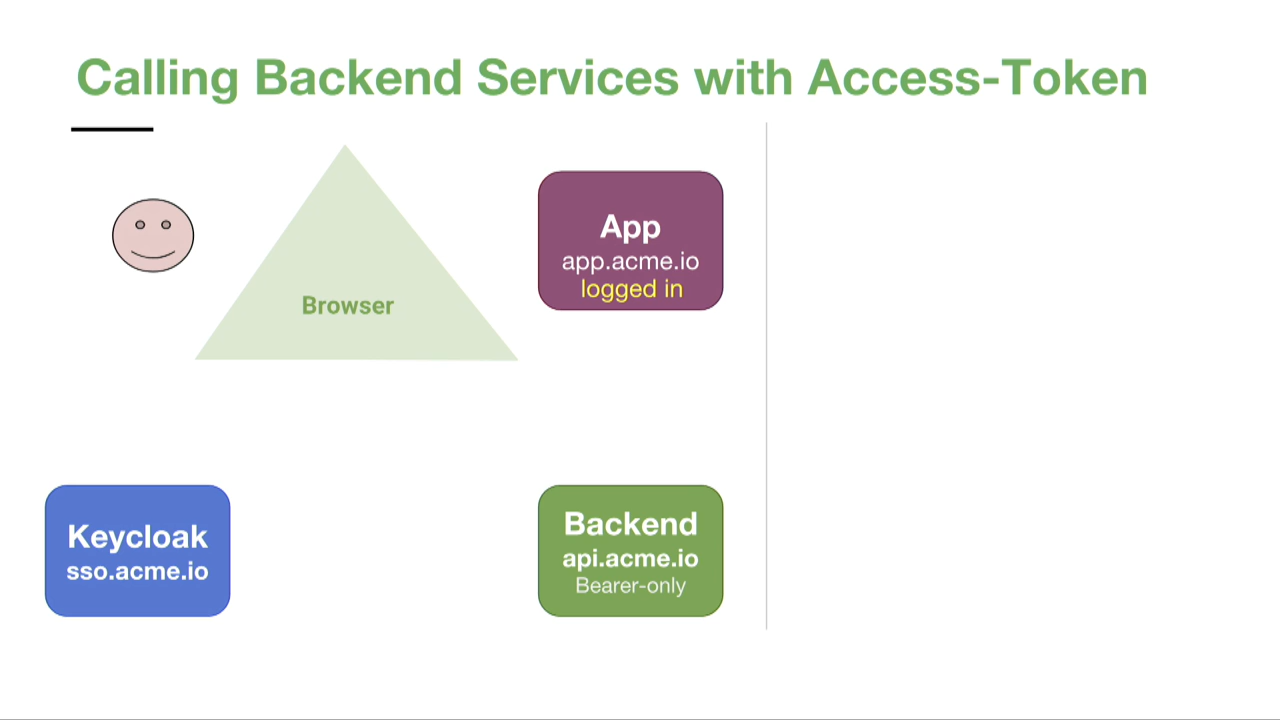 Calling Backend Services with Access-Token
Browser
App
app.acme.io
logged in
Keycloak
sso.acme.io
Backend
api.acme.io
Bearer-only